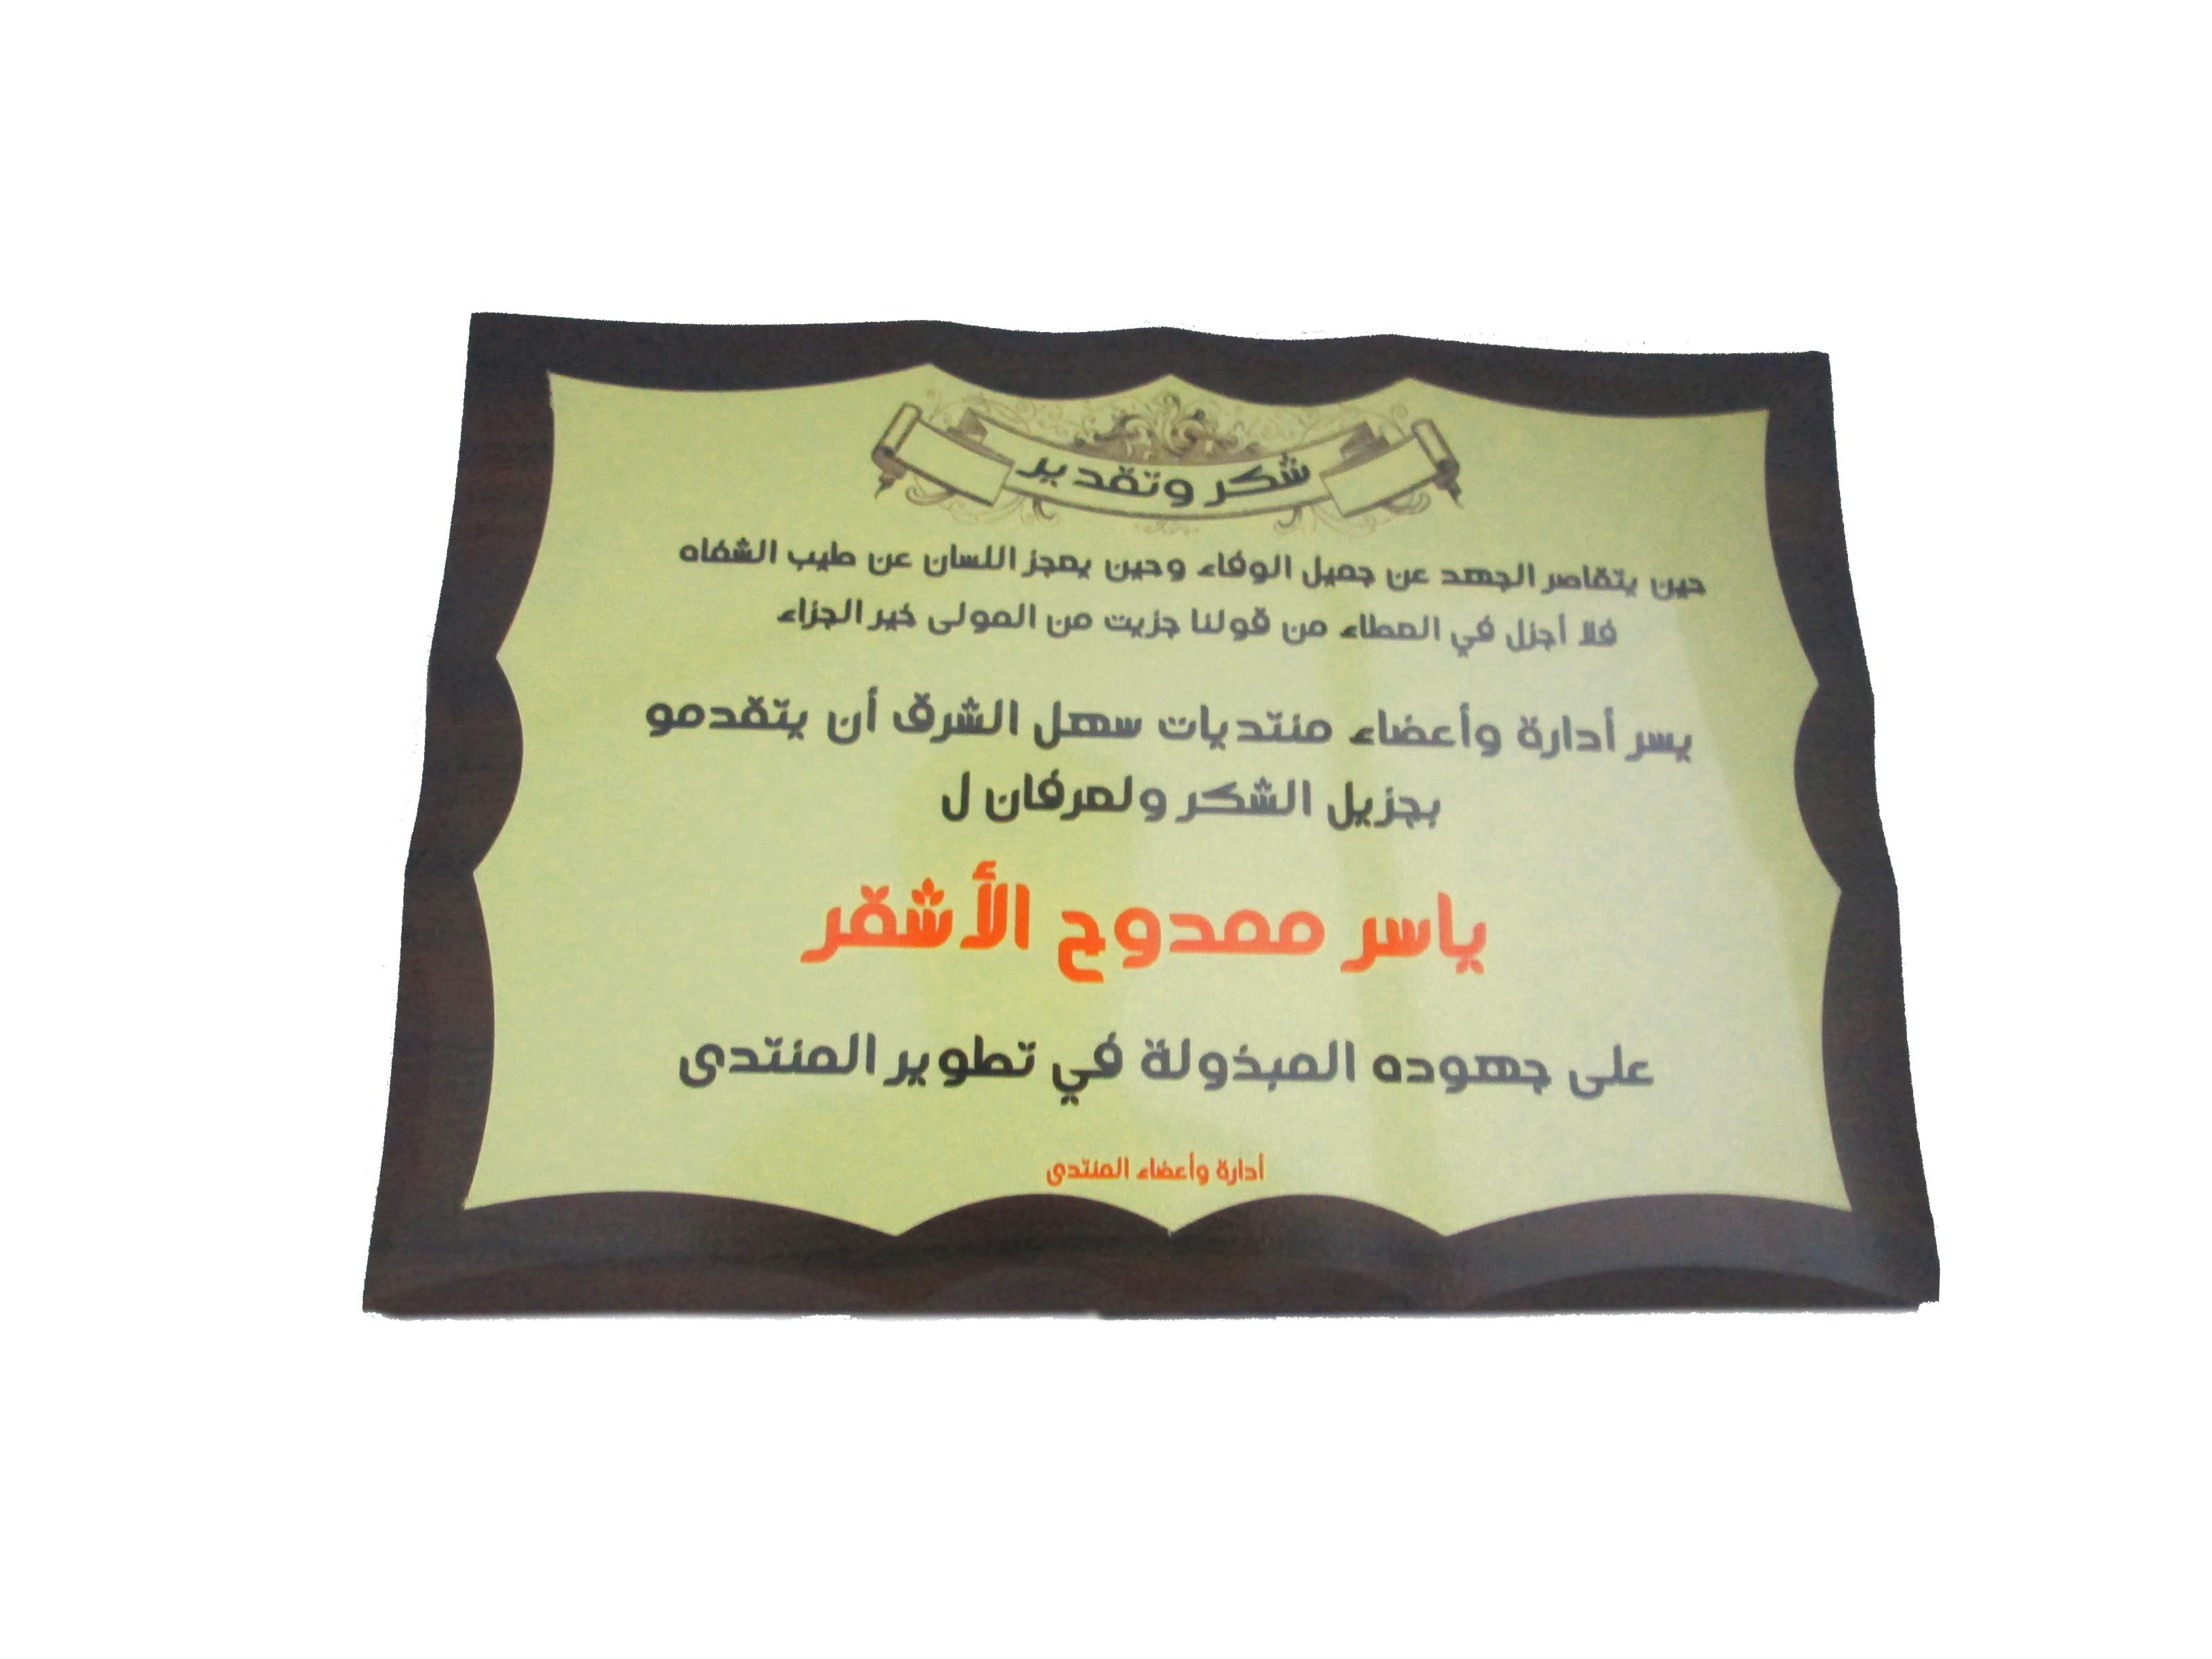 شكر وتقدير
حين يتقاصر الجهد عن جميل الوفاء وحين يعجز اللسان عن طيب الشفاه
فلا أجزل في العطاء من قولنا جزيت من المولى خير الجزاء
يسر أدارة وأعضاء منتديات سهل الشرق أن يتقدمو
بجزيل الشكر ولعرفان ل
ياسر ممدوح الأشقر
على جهوده المبذولة في تطوير المنتدى
أدارة وأعضاء المنتدى